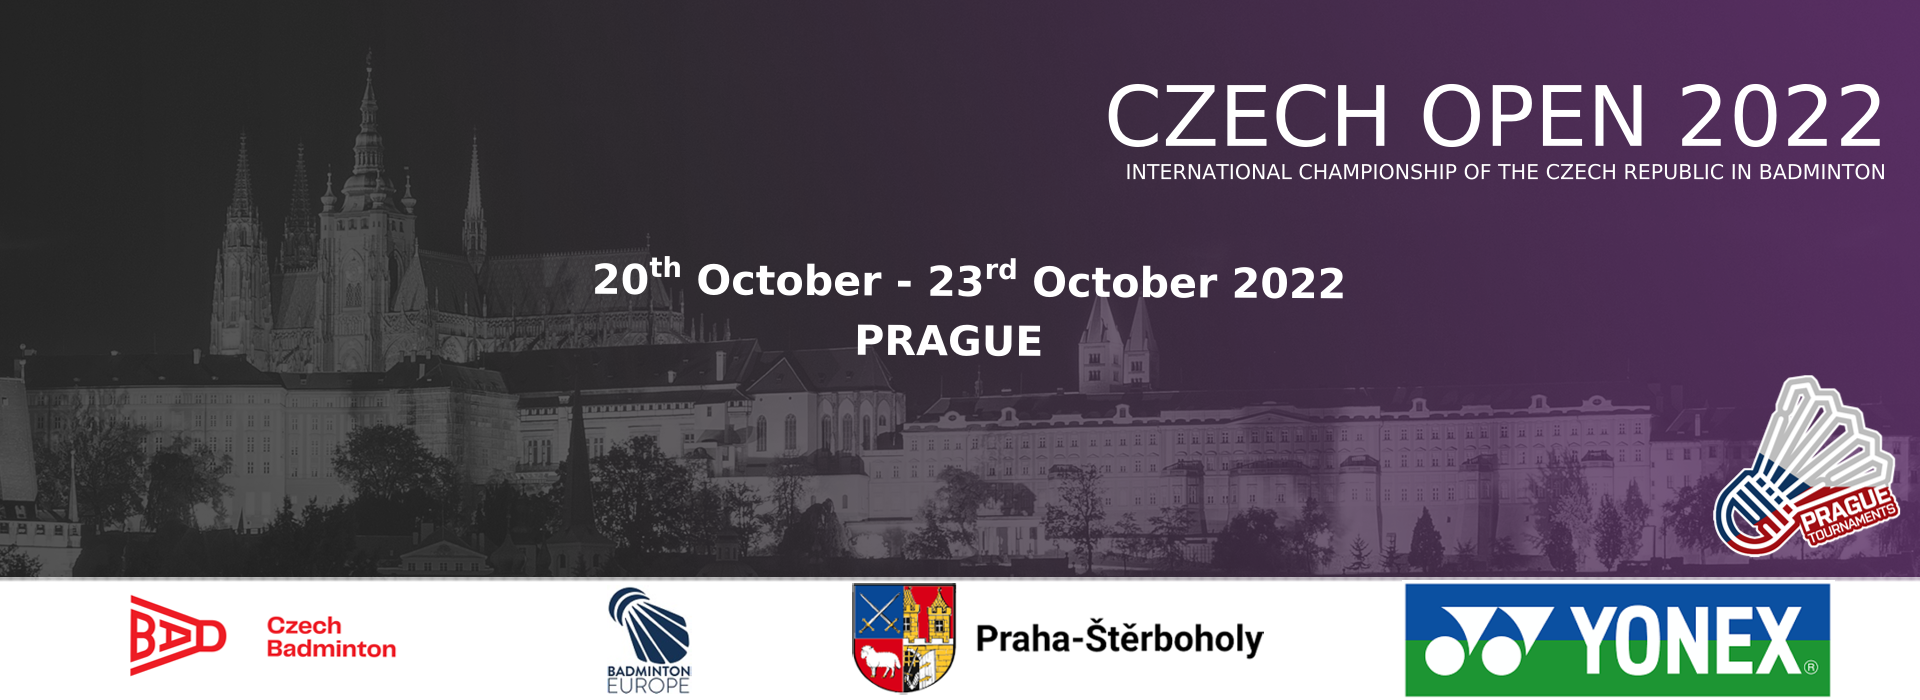 CZECH OPEN 2022
INTERNATIONAL CHAMPIONSHIP OF THE CZECH REPUBLIC IN BADMINTON
20th October - 23rd October 2022
PRAGUE
PRAGUE
TOURNAMENTS
BAD
Czech
Badminton
BADMINTON
EUROPE
Praha-Štěrboholy
YONEX®